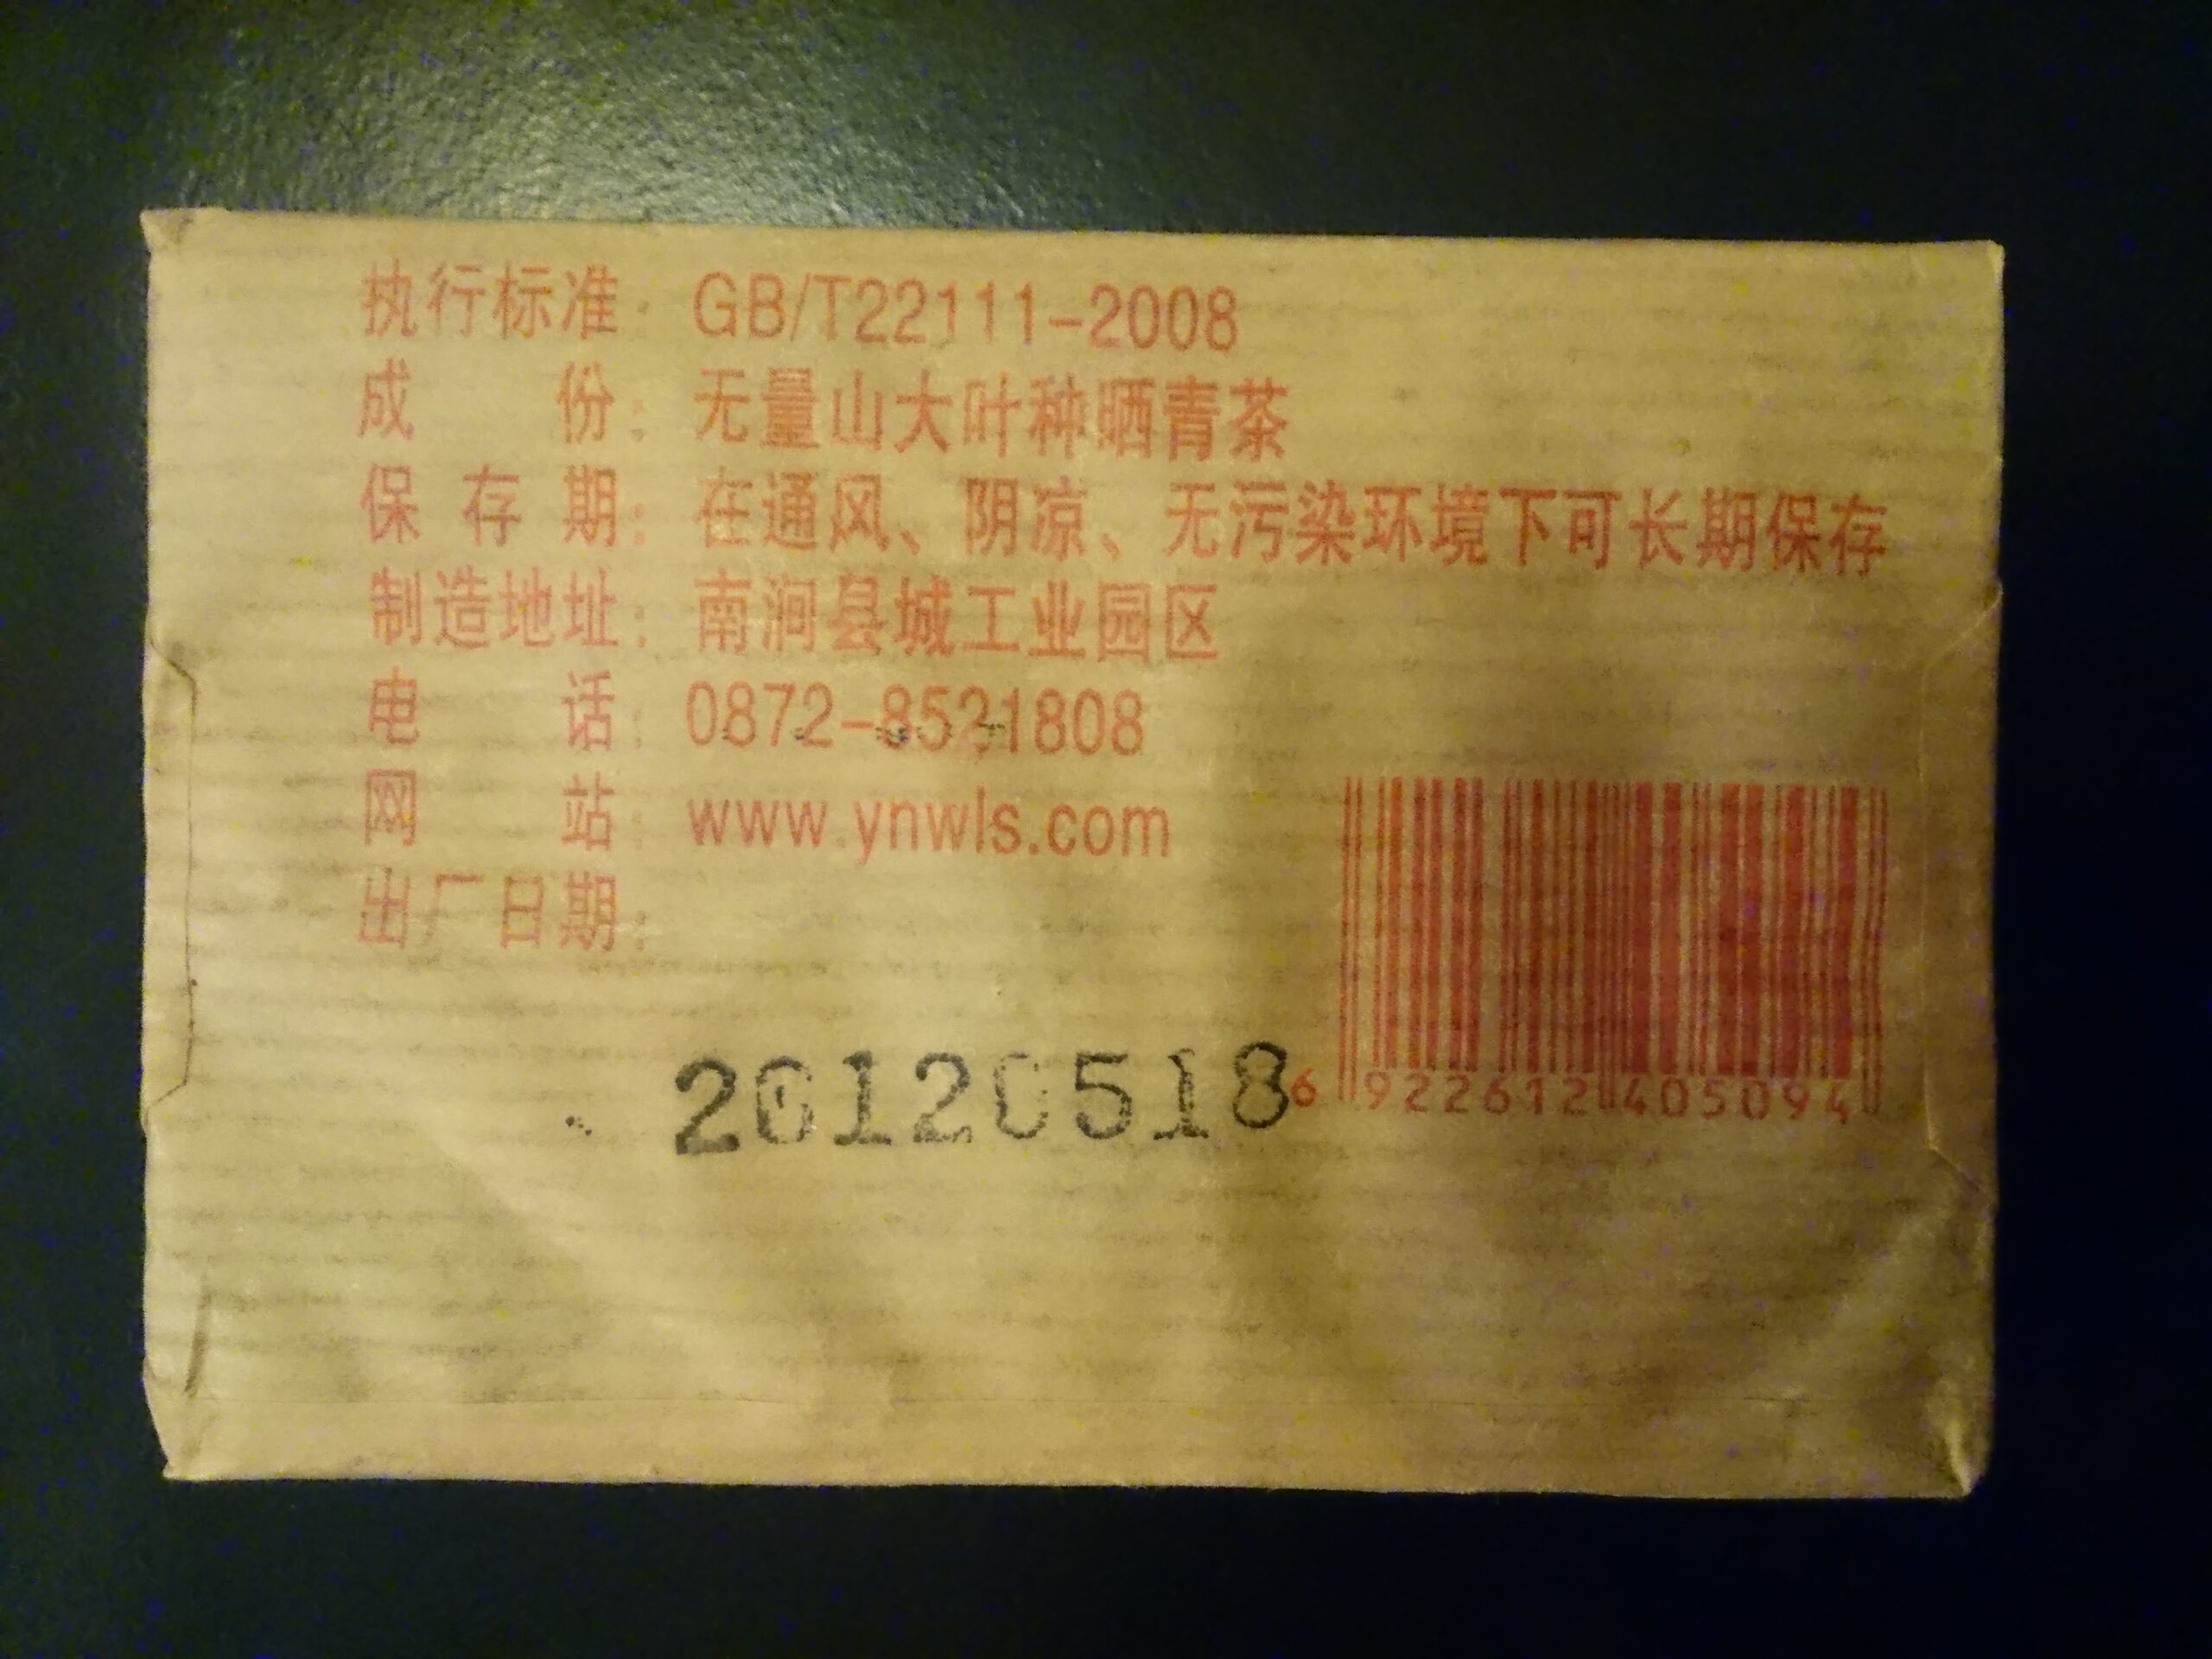 执行标准：GB/T22111-2008
成份：无量山大叶种晒青茶
保存期：在通风、阴凉、无污染环境下可长期保存
制造地址：南涧县城工业园区
电话：0872-8521808
网站：www.ynwls.com
出厂日期：
20120518
6 922612 405094